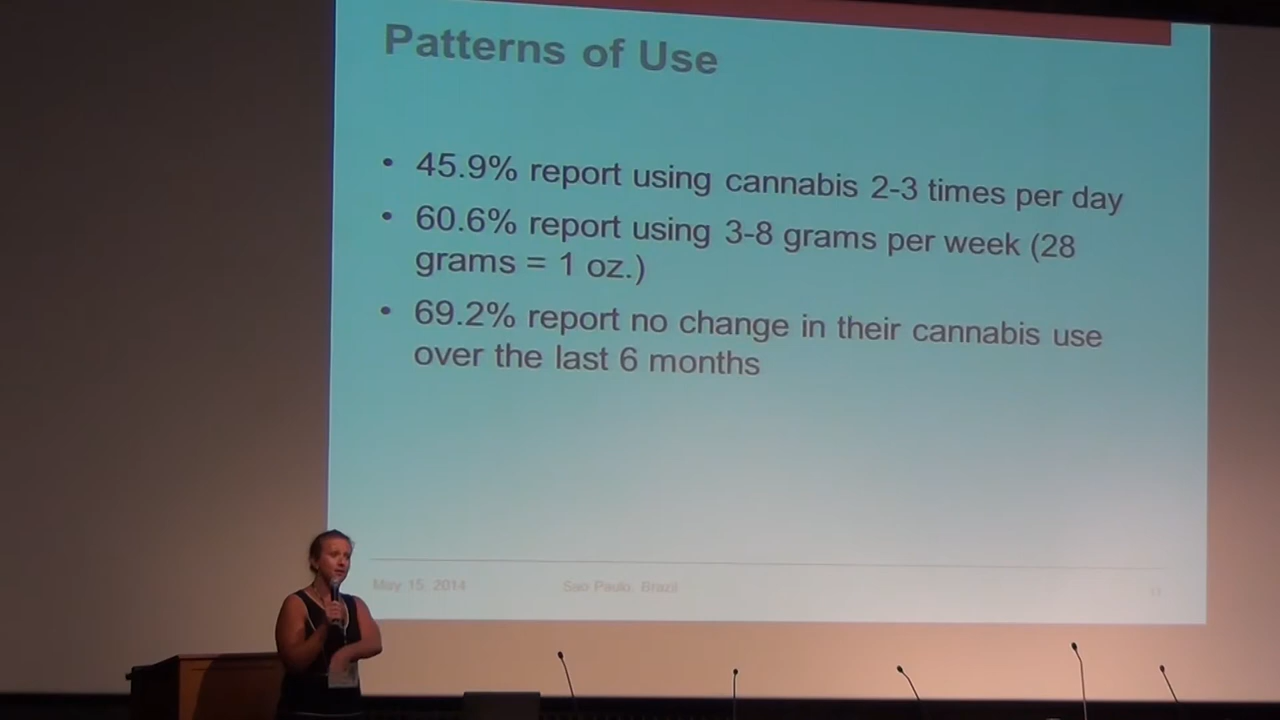 Patterns of Use
• 45.9% report using cannabis 2-3 times per day
• 60.6% report using 3-8 grams per week (28
grams = 1 oz.)
• 69.2% report no change in their cannabis use
over the last 6 months
May 15, 2014 Sao Paulo, Brazil